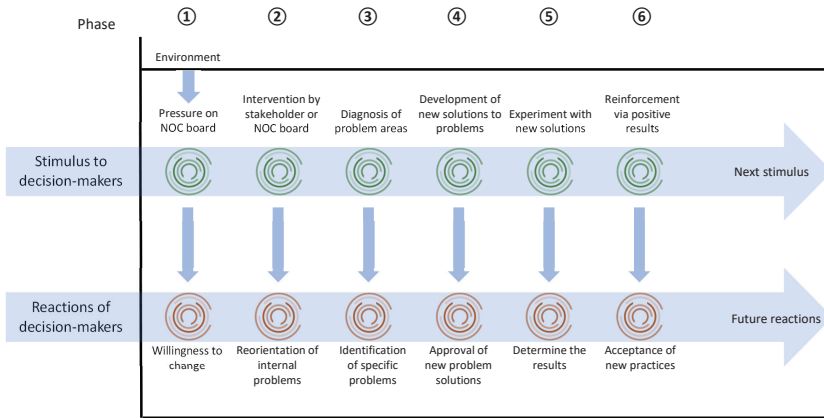 Phase
① ② ③ ④ ⑤ ⑥
Environment
Pressure on
NOC board
Intervention by
stakeholder or
NOC board
Diagnosis of
problem areas
Development of
new solutions to
problems
Experiment with
new solutions
Reinforcement
via positive
results
Stimulus to
decision-makers
Next stimulus
Reactions of
decision-makers
Future reactions
Willingness to
change
Reorientation of
internal
problems
Identification
of specific
problems
Approval of
new problem
solutions
Determine the
results
Acceptance of
new practices